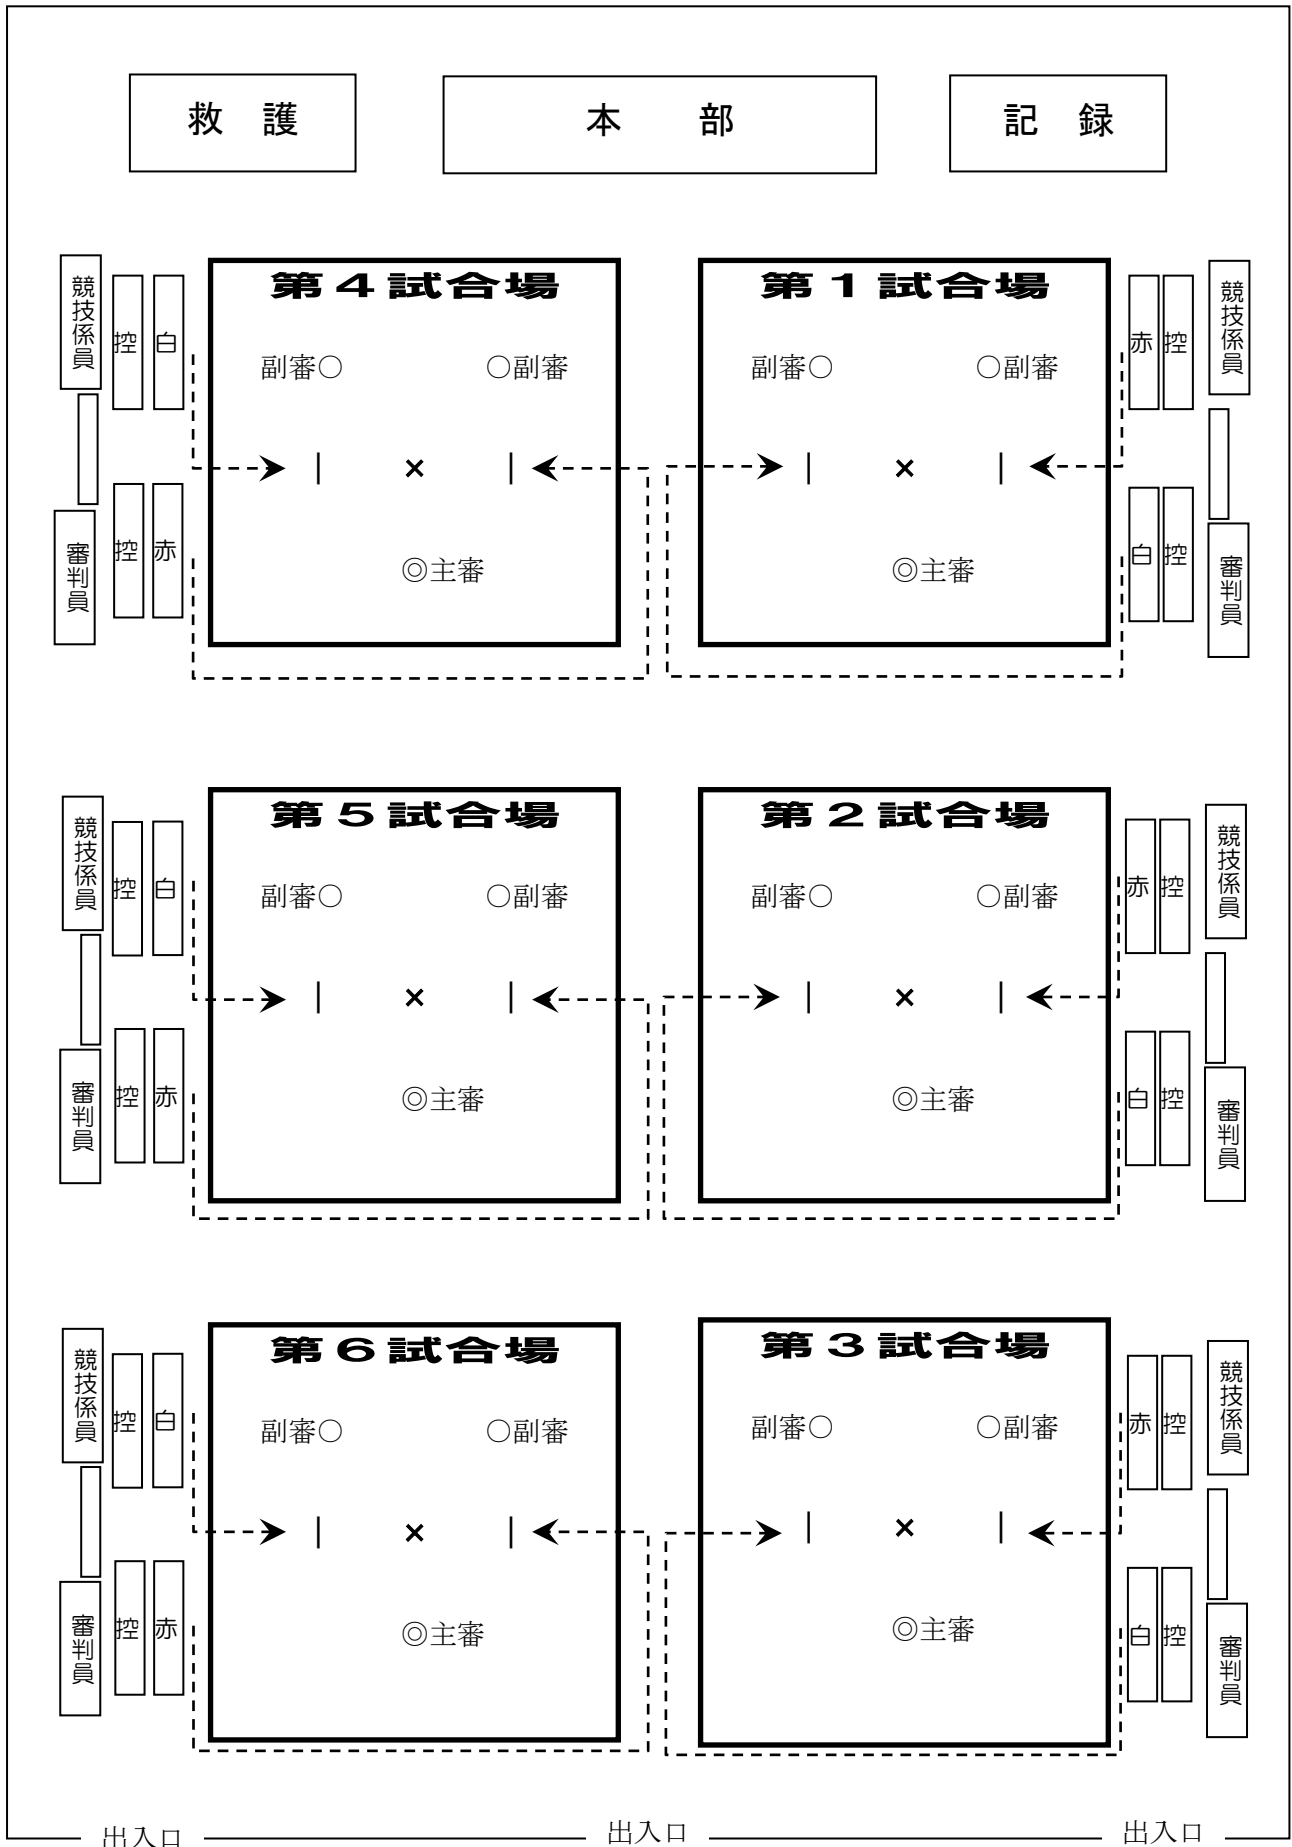 救　護
本　　部
記　録
第４試合場
第１試合場
競技係員
控
白
副審○
○副審
副審○
○副審
赤
控
競技係員
×
×
審判員
控
赤
◎主審
◎主審
白
控
審判員
第５試合場
第２試合場
競技係員
控
白
副審○
○副審
副審○
○副審
赤
控
競技係員
×
×
審判員
控
赤
◎主審
◎主審
白
控
審判員
第６試合場
第３試合場
競技係員
控
白
副審○
○副審
副審○
○副審
赤
控
競技係員
×
×
審判員
控
赤
◎主審
◎主審
白
控
審判員
出入口
出入口
出入口